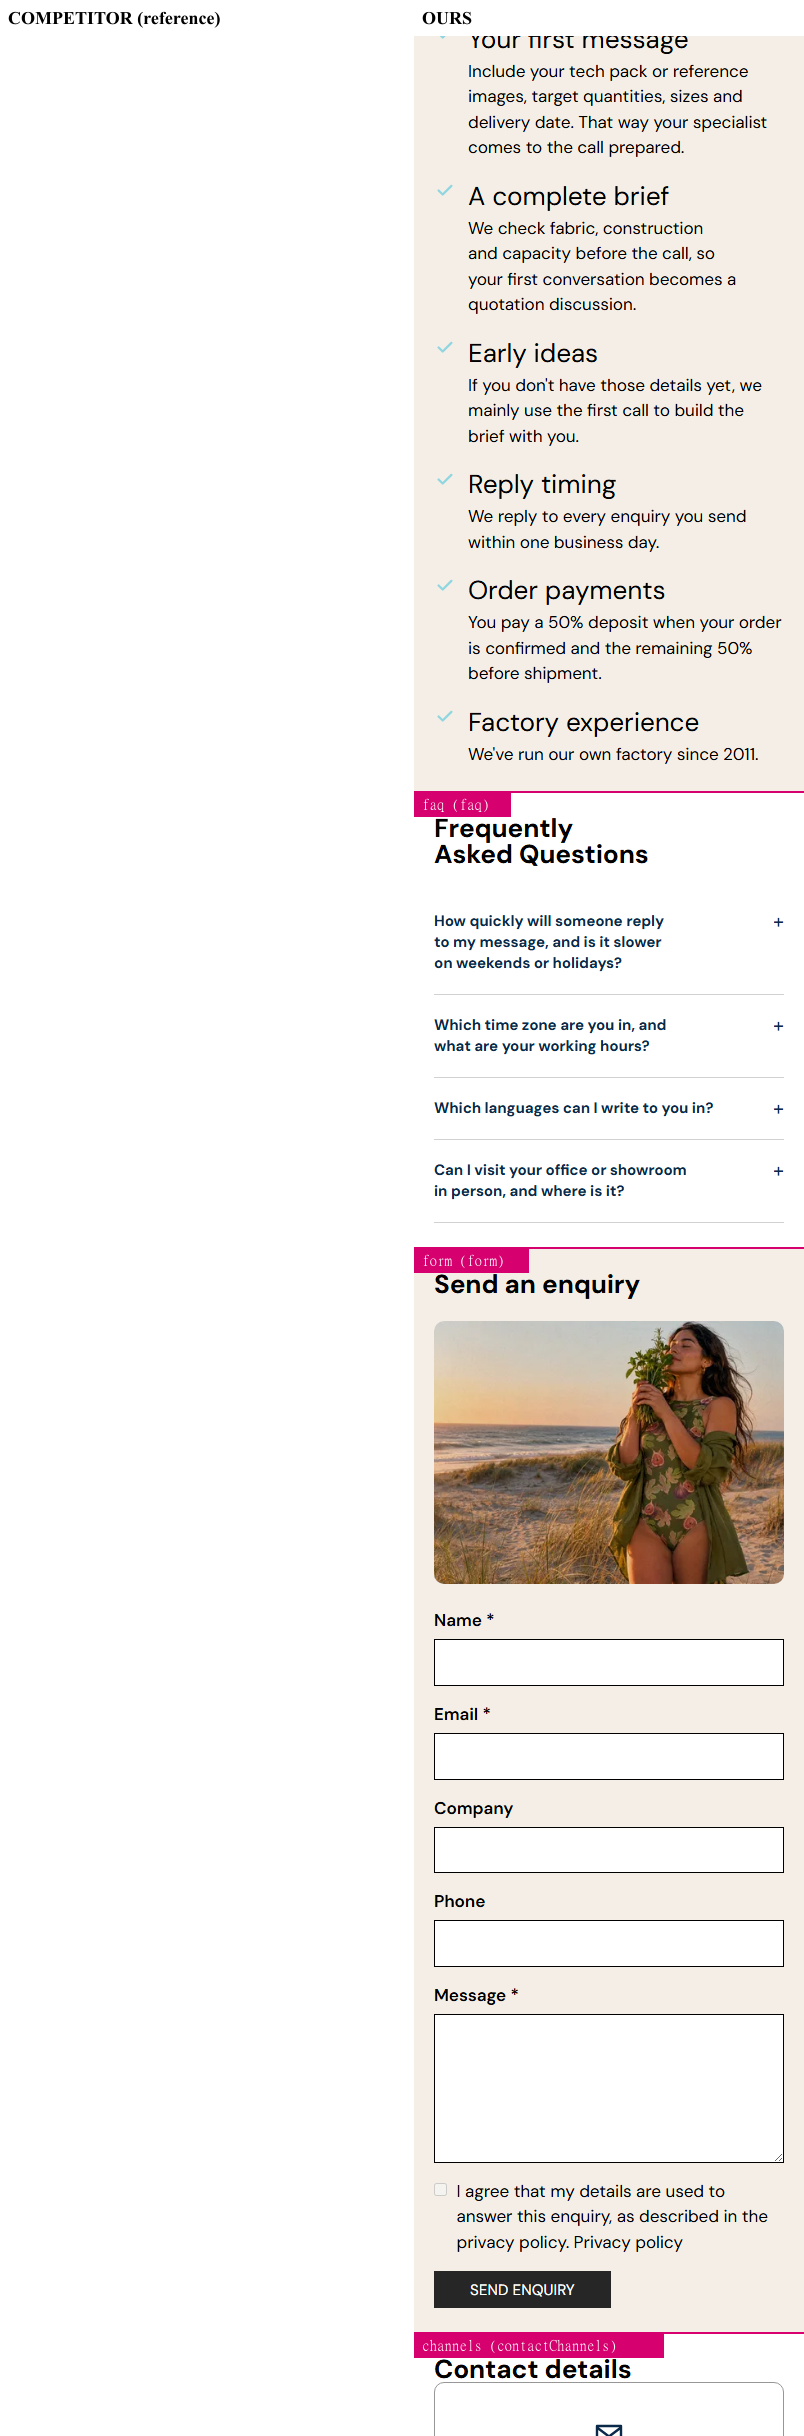 COMPETITOR (reference)
OURS
Your first message
Include your tech pack or reference
images, target quantities, sizes and
delivery date. That way your specialist
comes to the call prepared.
A complete brief
We check fabric, construction
and capacity before the call, so
your first conversation becomes a
quotation discussion.
Early ideas
If you don't have those details yet, we
mainly use the first call to build the
brief with you.
Reply timing
We reply to every enquiry you send
within one business day.
Order payments
You pay a 50% deposit when your order
is confirmed and the remaining 50%
before shipment.
Factory experience
We've run our own factory since 2011.
faq (faq)
Frequently
Asked Questions
How quickly will someone reply
to my message, and is it slower
on weekends or holidays?
+
Which time zone are you in, and
what are your working hours?
+
Which languages can I write to you in?
+
Can I visit your office or showroom
in person, and where is it?
+
form (form)
Send an enquiry
Name *
Email *
Company
Phone
Message *
I agree that my details are used to
answer this enquiry, as described in the
privacy policy. Privacy policy
SEND ENQUIRY
channels (contactChannels)
Contact details